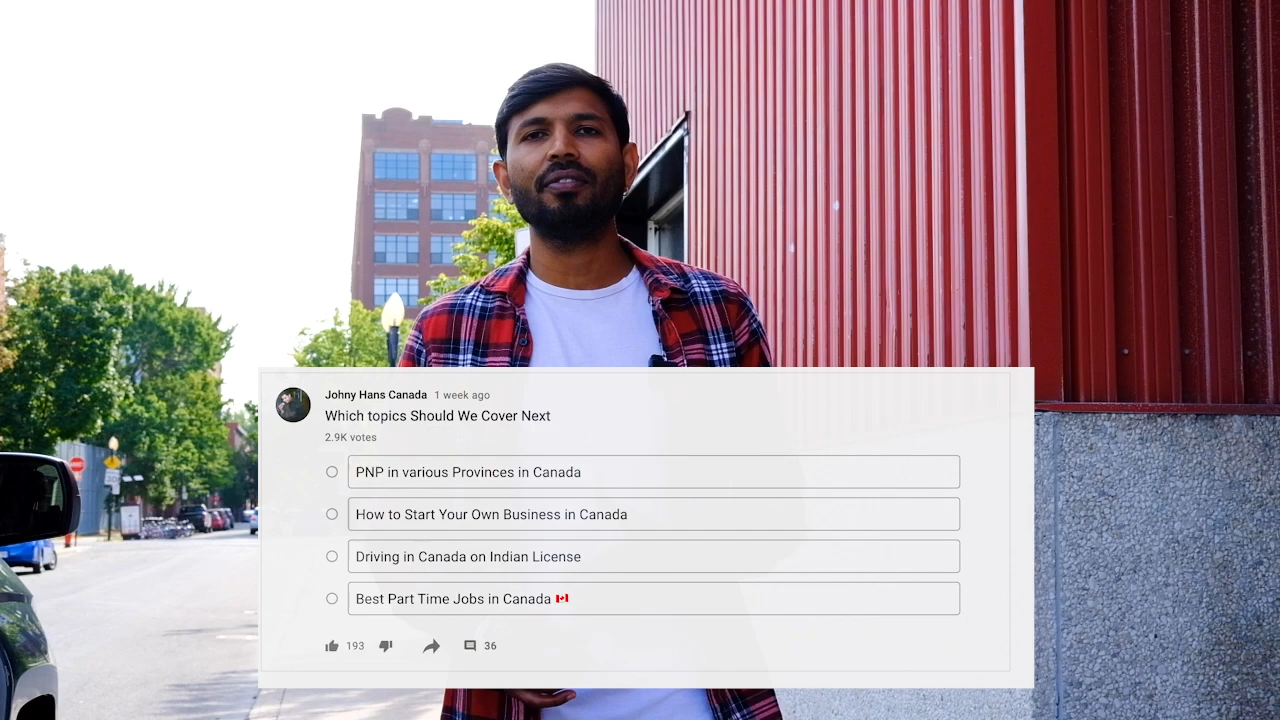 Johny Hans Canada 1 week ago
Which topics Should We Cover Next
2.9K votes
PNP in various Provinces in Canada
How to Start Your Own Business in Canada
Driving in Canada on Indian License
Best Part Time Jobs in Canada 🇨🇦
193 36